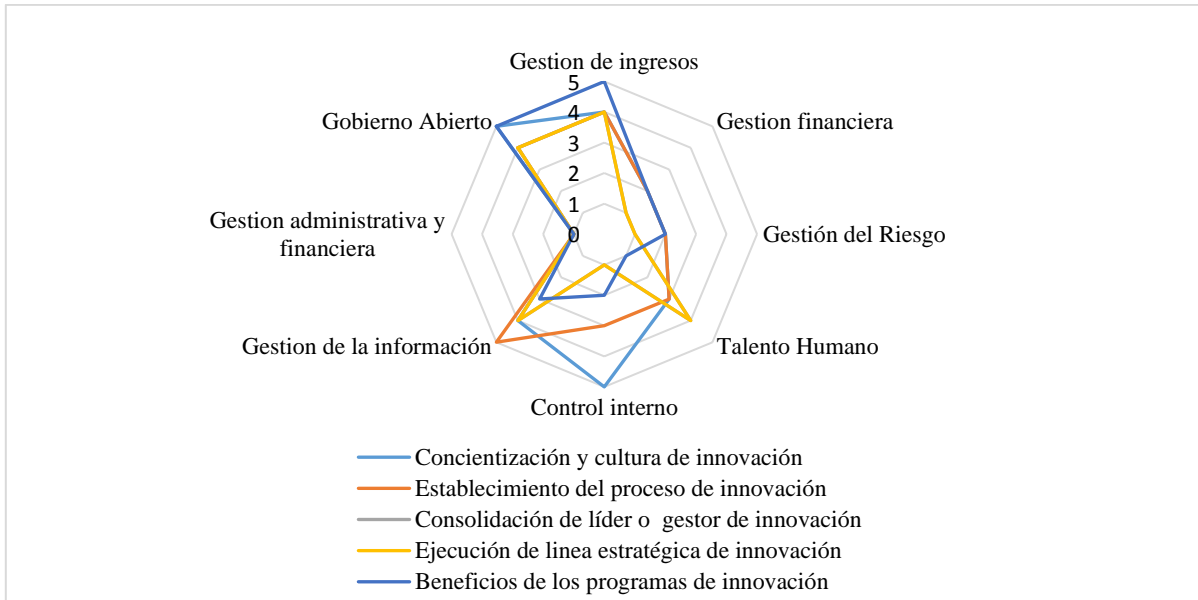 Gestion de ingresos
5
Gobierno Abierto
4
Gestion financiera
3
2
1
Gestion administrativa y
financiera
0
Gestión del Riesgo
Gestion de la información
Talento Humano
Control interno
Concientización y cultura de innovación
Establecimiento del proceso de innovación
Consolidación de líder o  gestor de innovación
Ejecución de linea estratégica de innovación
Beneficios de los programas de innovación